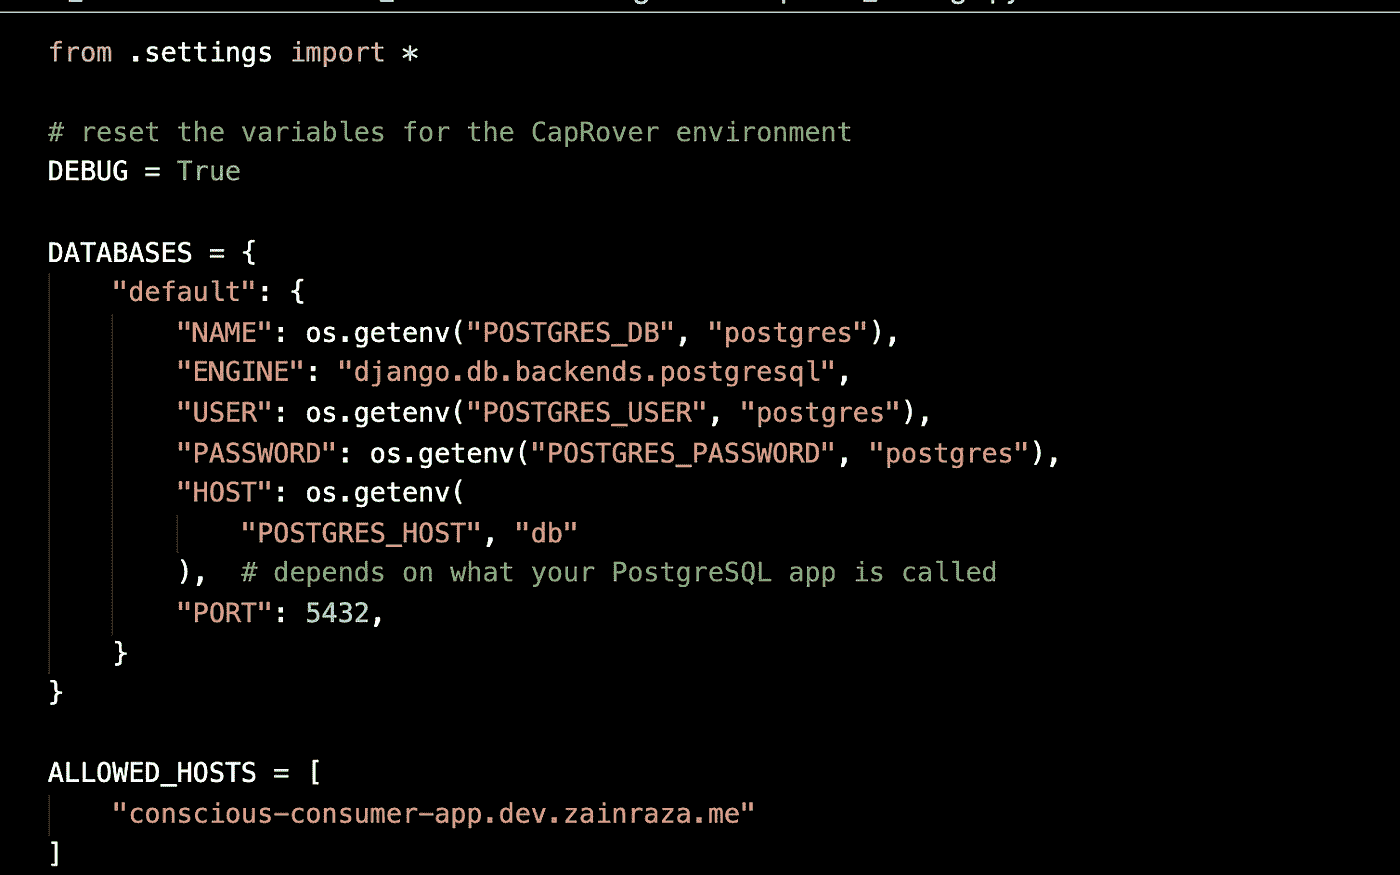 from .settings import *
# reset the variables for the CapRover environment
DEBUG = True
DATABASES = {
    "default": {
        "NAME": os.getenv("POSTGRES_DB", "postgres"),
        "ENGINE": "django.db.backends.postgresql",
        "USER": os.getenv("POSTGRES_USER", "postgres"),
        "PASSWORD": os.getenv("POSTGRES_PASSWORD", "postgres"),
        "HOST": os.getenv(
            "POSTGRES_HOST", "db"
        ),  # depends on what your PostgreSQL app is called
        "PORT": 5432,
    }
}
ALLOWED_HOSTS = [
    "conscious-consumer-app.dev.zainraza.me"
]